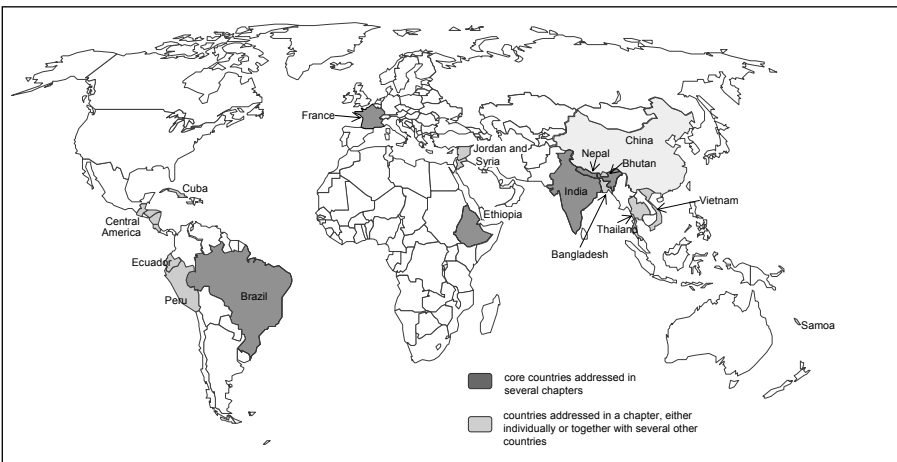 France
Jordan and
Syria
China
Nepal
Bhutan
India
Cuba
Vietnam
Central
America
Ethiopia
Thailand
Bangladesh
Ecuador
Peru
Brazil
Samoa
core countries addressed in
several chapters
countries addressed in a chapter, either
individually or together with several other
countries